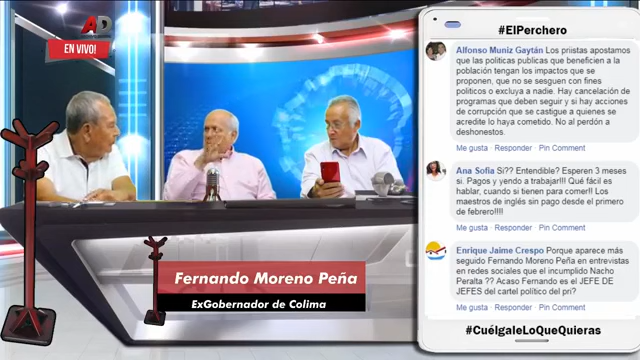 AD
EN VIVO!
Fernando Moreno Peña
ExGobernador de Colima
#ElPerchero
Alfonso Muniz Gaytán Los priistas apostamos
que las politicas publicas que beneficien a la
población tengan los impactos que se
proponen, que no se sesguen con fines
politicos o excluya a nadie. Hay cancelación de
programas que deben seguir y si hay acciones
de corrupción que se castigue a quienes se
acredite lo haya cometido. No al perdón a
deshonestos.
Me gusta · Responder · Pin Comment
Ana Sofia Sí?? Entendible? Esperen 3 meses
si. Pagos y yendo a trabajar!!! Qué fácil es
hablar, cuando si tienen para comer!! Los
maestros de inglés sin pago desde el primero
de febrero!!!!
Me gusta · Responder · Pin Comment
Enrique Jaime Crespo Porque aparece más
seguido Fernando Moreno Peña en entrevistas
en redes sociales que el incumplido Nacho
Peralta ?? Acaso Fernando es el JEFE DE
JEFES del cartel político del pri?
Me gusta · Responder · Pin Comment
#CuélgaleLoQueQuieras